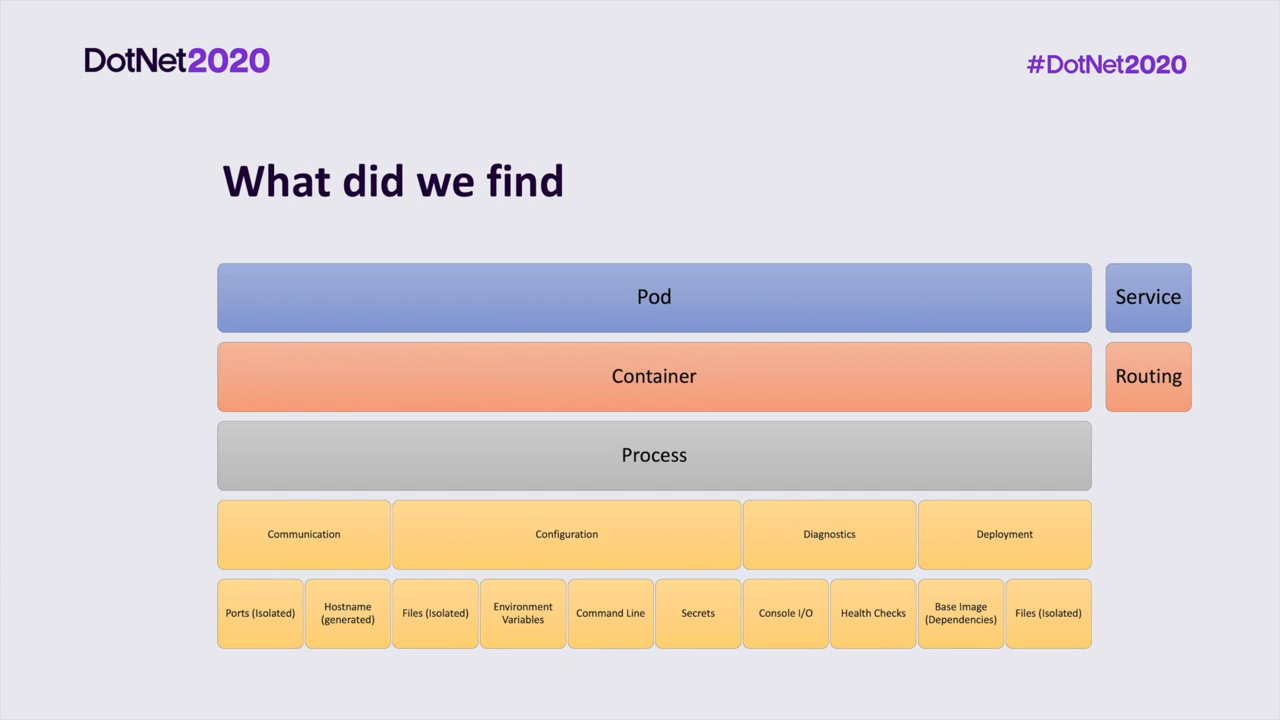 DotNet2020
#DotNet2020
What did we find
Pod
Service
Container
Routing
Process
Communication
Configuration
Diagnostics
Deployment
Ports (Isolated)
Hostname
(generated)
Files (Isolated)
Environment
Variables
Command Line
Secrets
Console I/O
Health Checks
Base Image
(Dependencies)
Files (Isolated)